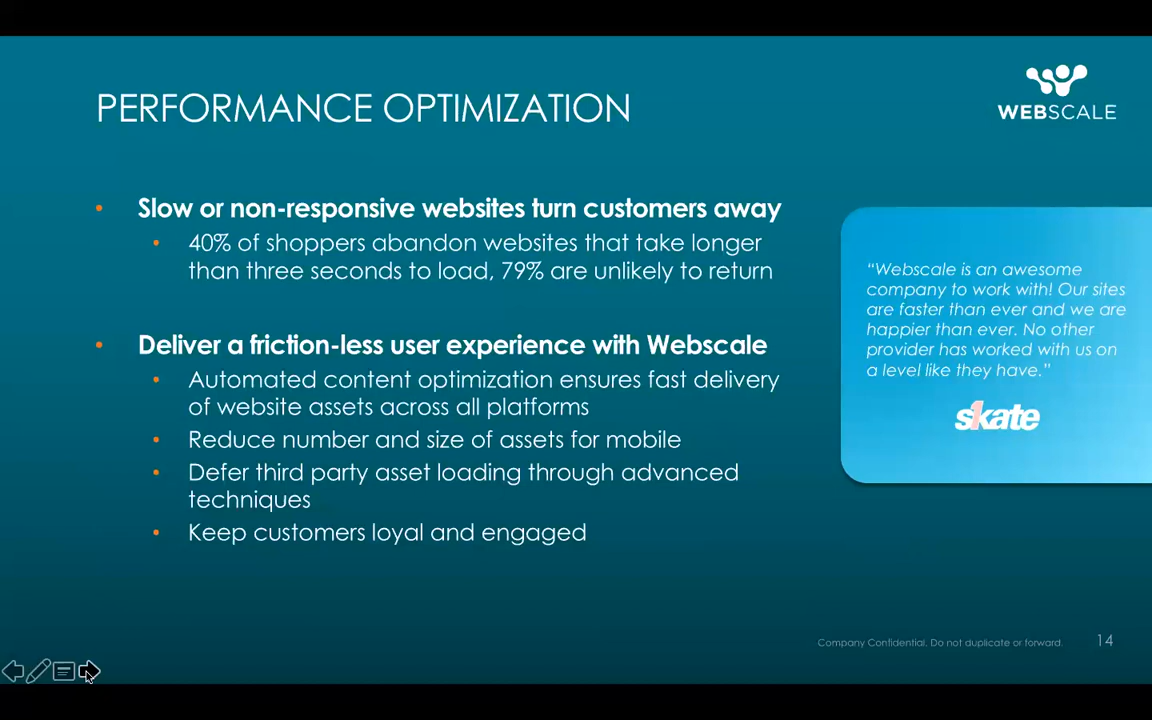 PERFORMANCE OPTIMIZATION
WEBSCALE
• Slow or non-responsive websites turn customers away
• 40% of shoppers abandon websites that take longer
than three seconds to load, 79% are unlikely to return
• Deliver a friction-less user experience with Webscale
• Automated content optimization ensures fast delivery
of website assets across all platforms
• Reduce number and size of assets for mobile
• Defer third party asset loading through advanced
techniques
• Keep customers loyal and engaged
“Webscale is an awesome
company to work with! Our sites
are faster than ever and we are
happier than ever. No other
provider has worked with us on
a level like they have.”
sk1ate
Company Confidential. Do not duplicate or forward.
14